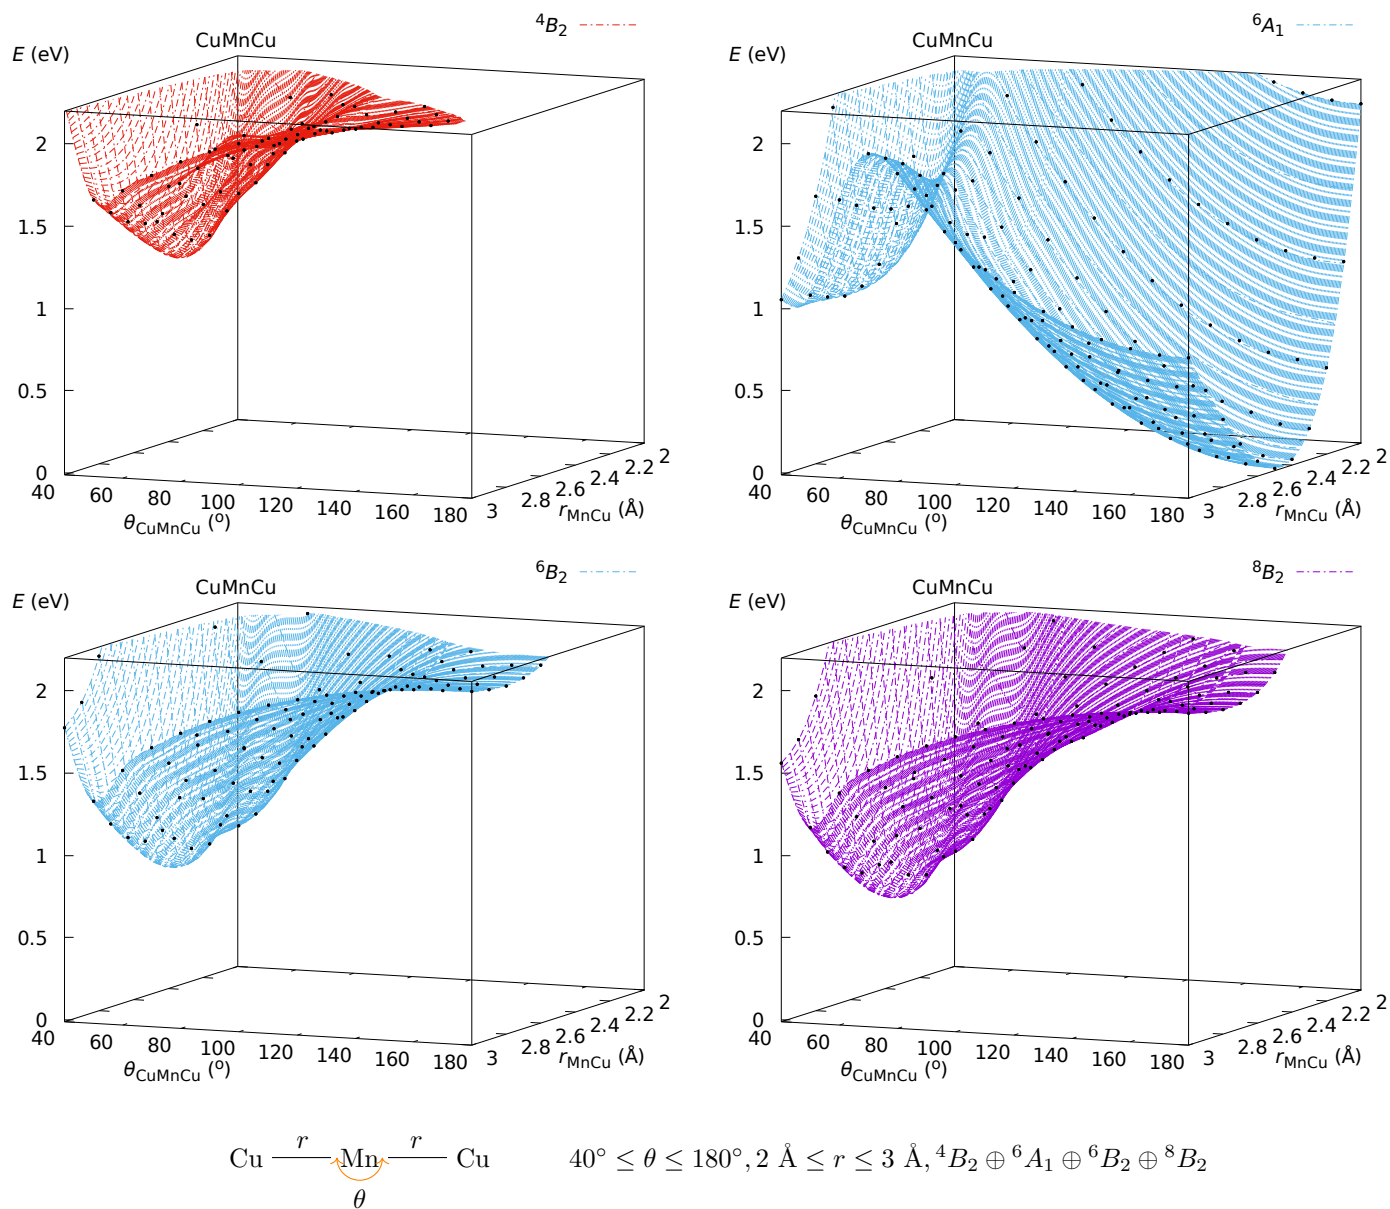 ⁴B₂
CuMnCu
E (eV)
2
1.5
1
0.5
0
40 60 80 100 120 140 160 180
θCuMnCu (º)
3 2.8 2.6 2.4 2.2 2
rMnCu (Å)
⁶A₁
CuMnCu
E (eV)
2
1.5
1
0.5
0
40 60 80 100 120 140 160 180
θCuMnCu (º)
3 2.8 2.6 2.4 2.2 2
rMnCu (Å)
⁶B₂
CuMnCu
E (eV)
2
1.5
1
0.5
0
40 60 80 100 120 140 160 180
θCuMnCu (º)
3 2.8 2.6 2.4 2.2 2
rMnCu (Å)
⁸B₂
CuMnCu
E (eV)
2
1.5
1
0.5
0
40 60 80 100 120 140 160 180
θCuMnCu (º)
3 2.8 2.6 2.4 2.2 2
rMnCu (Å)
r r
Cu Mn Cu
θ
40° ≤ θ ≤ 180°, 2 Å ≤ r ≤ 3 Å, ⁴B₂ ⊕ ⁶A₁ ⊕ ⁶B₂ ⊕ ⁸B₂